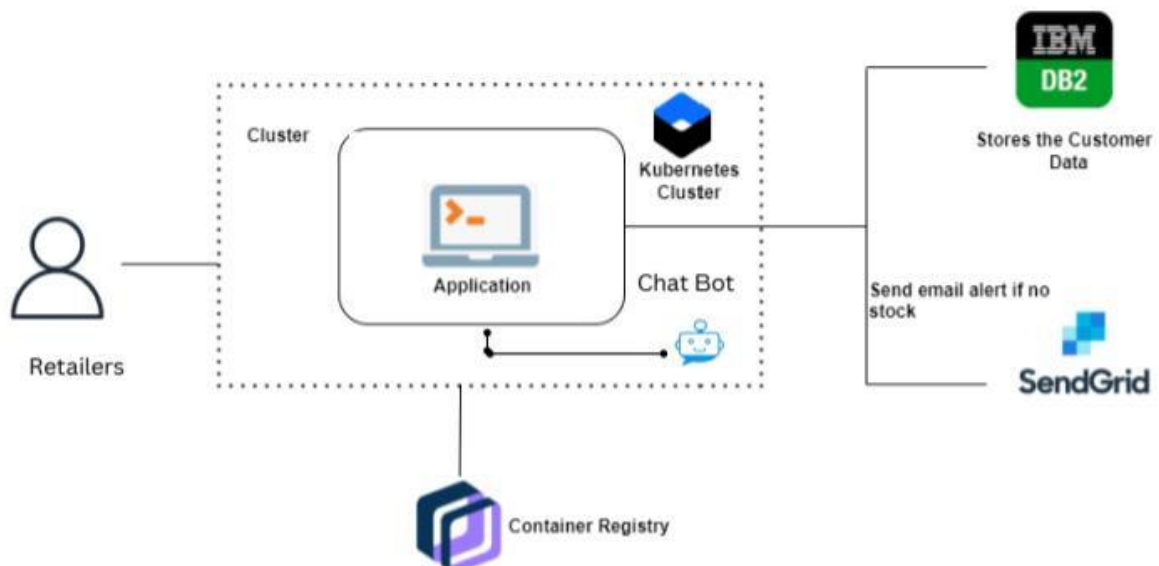 IBM
DB2
Stores the Customer
Data
Cluster
Kubernetes
Cluster
Application
Chat Bot
Send email alert if no
stock
SendGrid
Retailers
Container Registry